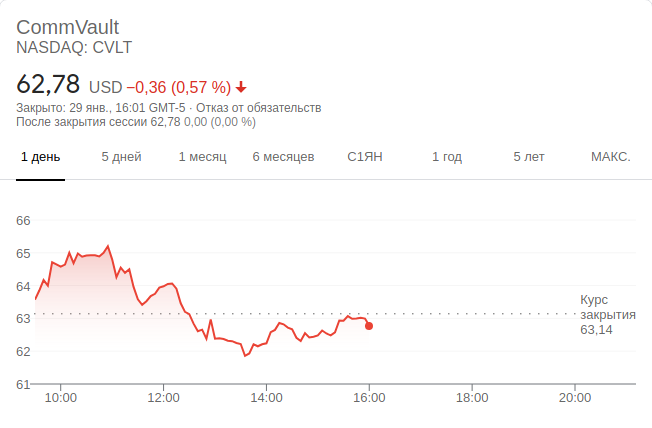 CommVault
NASDAQ: CVLT
62,78 USD −0,36 (0,57 %)
Закрыто: 29 янв., 16:01 GMT-5 · Отказ от обязательств
После закрытия сессии 62,78 0,00 (0,00 %)
1 день 5 дней 1 месяц 6 месяцев С1ЯН 1 год 5 лет МАКС.
66
65
64
63
62
61
Курс
закрытия
63,14
10:00 12:00 14:00 16:00 18:00 20:00